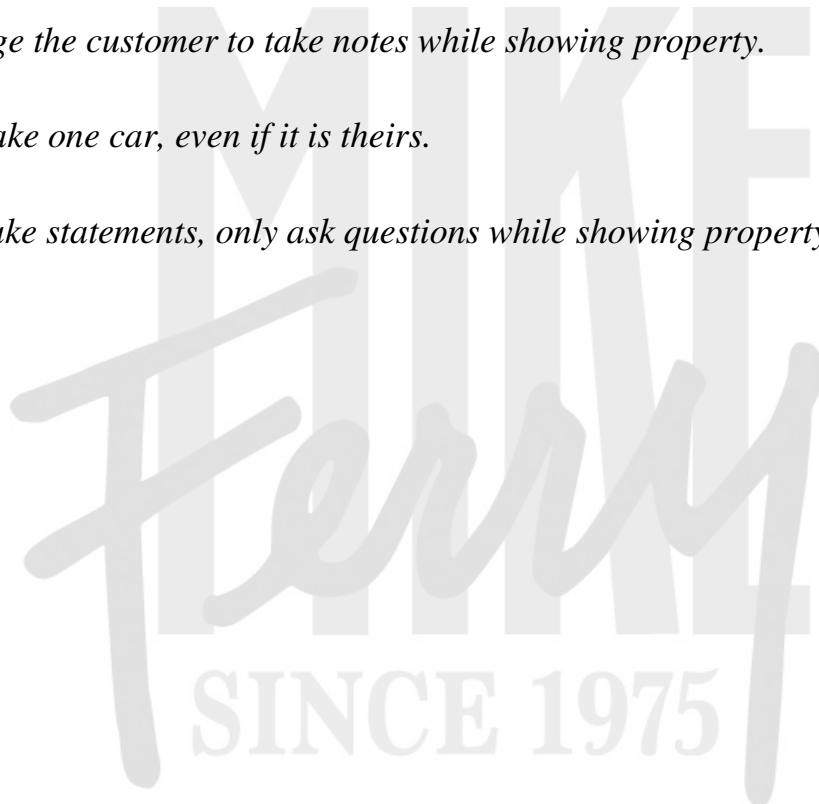 ge the customer to take notes while showing property.
ake one car, even if it is theirs.
ake statements, only ask questions while showing property
MIKE
Ferry
SINCE 1975